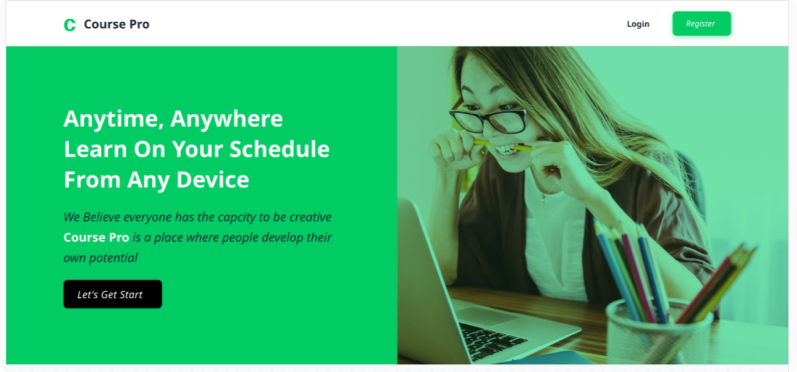 C Course Pro
Login
Register
Anytime, Anywhere
Learn On Your Schedule
From Any Device
We Believe everyone has the capcity to be creative
Course Pro is a place where people develop their
own potential
Let's Get Start